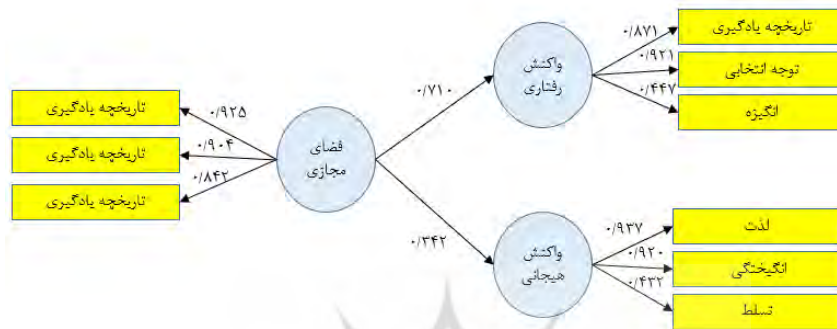 تاریخچه یادگیری
۰/۸۷۱
واکنش
رفتاری
۰/۹۲۱
توجه انتخابی
۰/۴۴۷
انگیزه
۰/۷۱۰
تاریخچه یادگیری
۰/۹۲۵
فضای
مجازی
۰/۹۰۴
تاریخچه یادگیری
۰/۸۴۲
تاریخچه یادگیری
۰/۳۴۲
لذت
۰/۹۳۷
واکنش
هیجانی
۰/۹۲۰
انگیختگی
۰/۴۳۲
تسلط